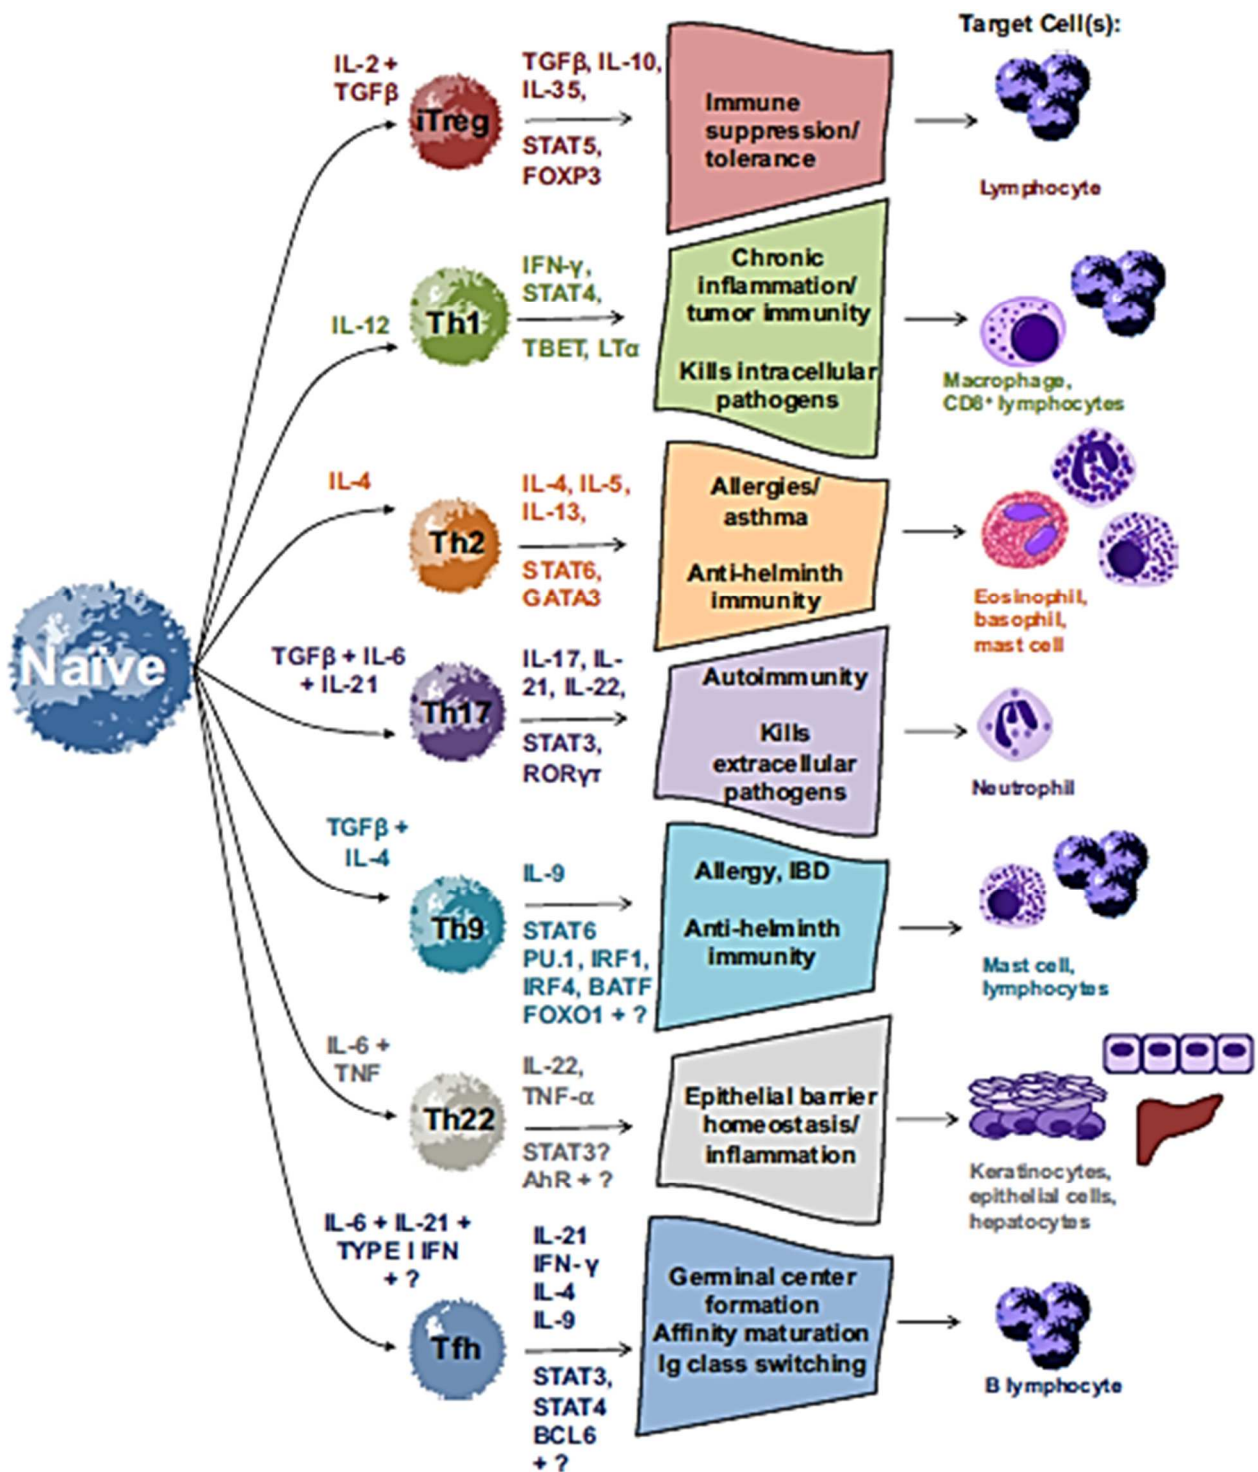 Target Cell(s):
IL-2 +
TGFβ
iTreg
TGFβ, IL-10,
IL-35,
STAT5,
FOXP3
Immune
suppression/
tolerance
Lymphocyte
IL-12
Th1
IFN-γ,
STAT4,
TBET, LTα
Chronic
inflammation/
tumor immunity
Kills intracellular
pathogens
Macrophage,
CD8⁺ lymphocytes
IL-4
Th2
IL-4, IL-5,
IL-13,
STAT6,
GATA3
Allergies/
asthma
Anti-helminth
immunity
Eosinophil,
basophil,
mast cell
Naïve
TGFβ + IL-6
+ IL-21
Th17
IL-17, IL-
21, IL-22,
STAT3,
RORγτ
Autoimmunity
Kills
extracellular
pathogens
Neutrophil
TGFβ +
IL-4
Th9
IL-9
STAT6
PU.1, IRF1,
IRF4, BATF
FOXO1 + ?
Allergy, IBD
Anti-helminth
immunity
Mast cell,
lymphocytes
IL-6 +
TNF
Th22
IL-22,
TNF-α
STAT3?
AhR + ?
Epithelial barrier
homeostasis/
inflammation
Keratinocytes,
epithelial cells,
hepatocytes
IL-6 + IL-21 +
TYPE I IFN
+ ?
Tfh
IL-21
IFN-γ
IL-4
IL-9
STAT3,
STAT4
BCL6
+ ?
Germinal center
formation
Affinity maturation
Ig class switching
B lymphocyte